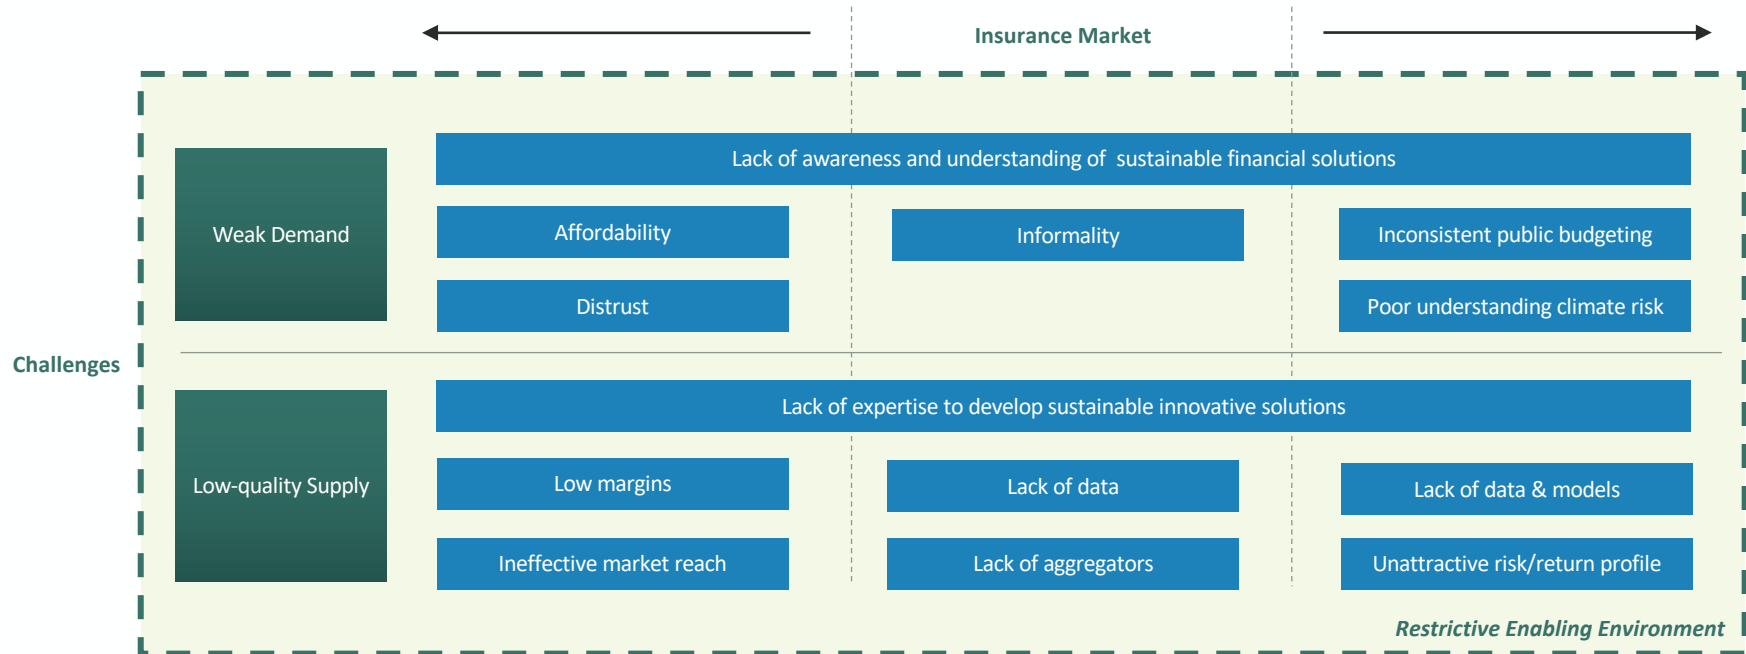 Insurance Market
Challenges
Weak Demand
Lack of awareness and understanding of sustainable financial solutions
Affordability
Informality
Inconsistent public budgeting
Distrust
Poor understanding climate risk
Low-quality Supply
Lack of expertise to develop sustainable innovative solutions
Low margins
Lack of data
Lack of data & models
Ineffective market reach
Lack of aggregators
Unattractive risk/return profile
Restrictive Enabling Environment